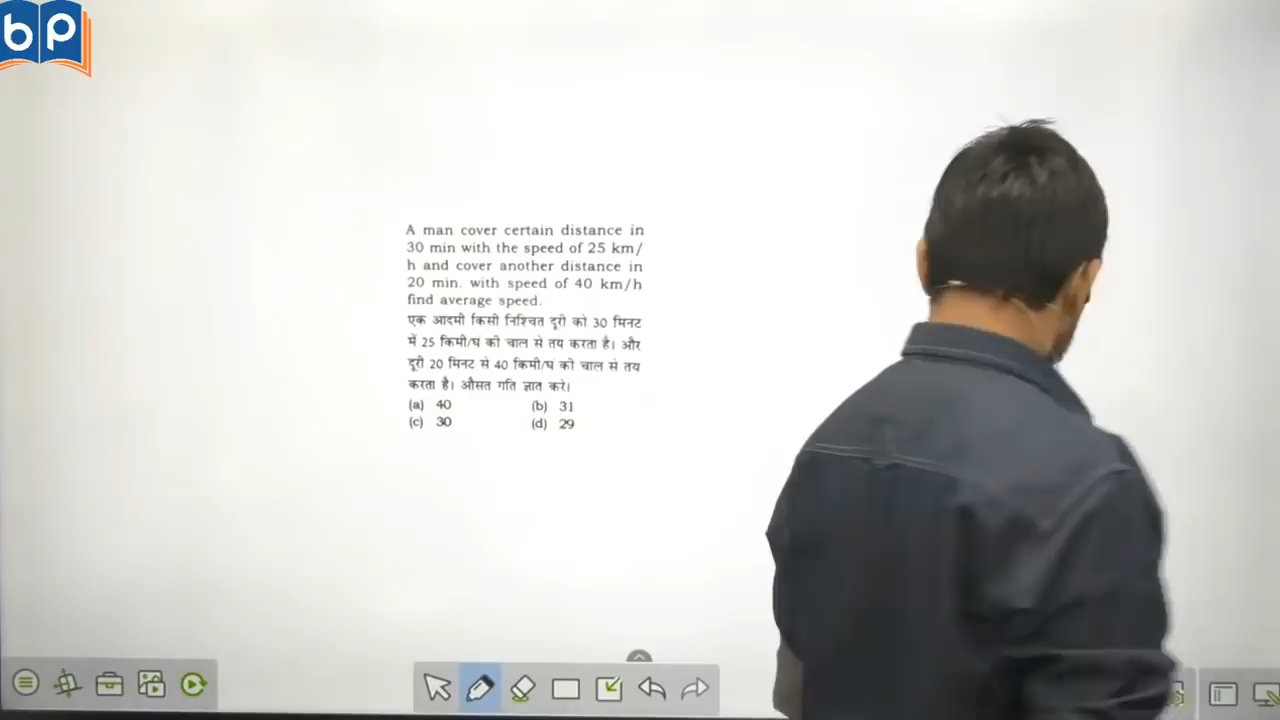 bp
A man cover certain distance in
30 min with the speed of 25 km/
h and cover another distance in
20 min. with speed of 40 km/h
find average speed.
एक आदमी किसी निश्चित दूरी को 30 मिनट
में 25 किमी/घं की चाल से तय करता है। और
दूरी 20 मिनट से 40 किमी/घं की चाल से तय
करता है। औसत गति ज्ञात करे।
(a) 40 (b) 31
(c) 30 (d) 29